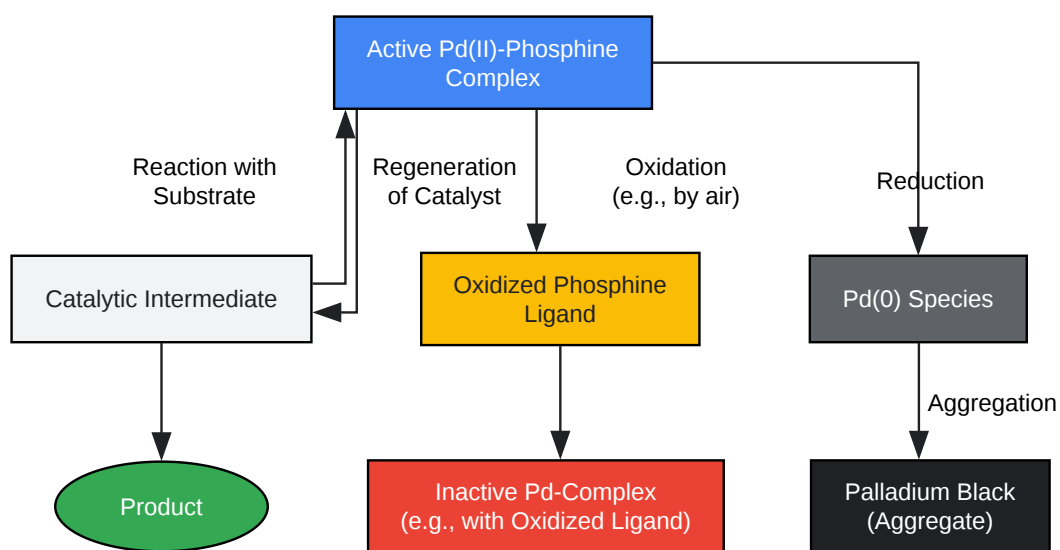 Active Pd(II)-Phosphine
Complex
Reaction with
Substrate
Regeneration
of Catalyst
Oxidation
(e.g., by air)
Reduction
Catalytic Intermediate
Oxidized Phosphine
Ligand
Pd(0) Species
Aggregation
Product
Inactive Pd-Complex
(e.g., with Oxidized Ligand)
Palladium Black
(Aggregate)